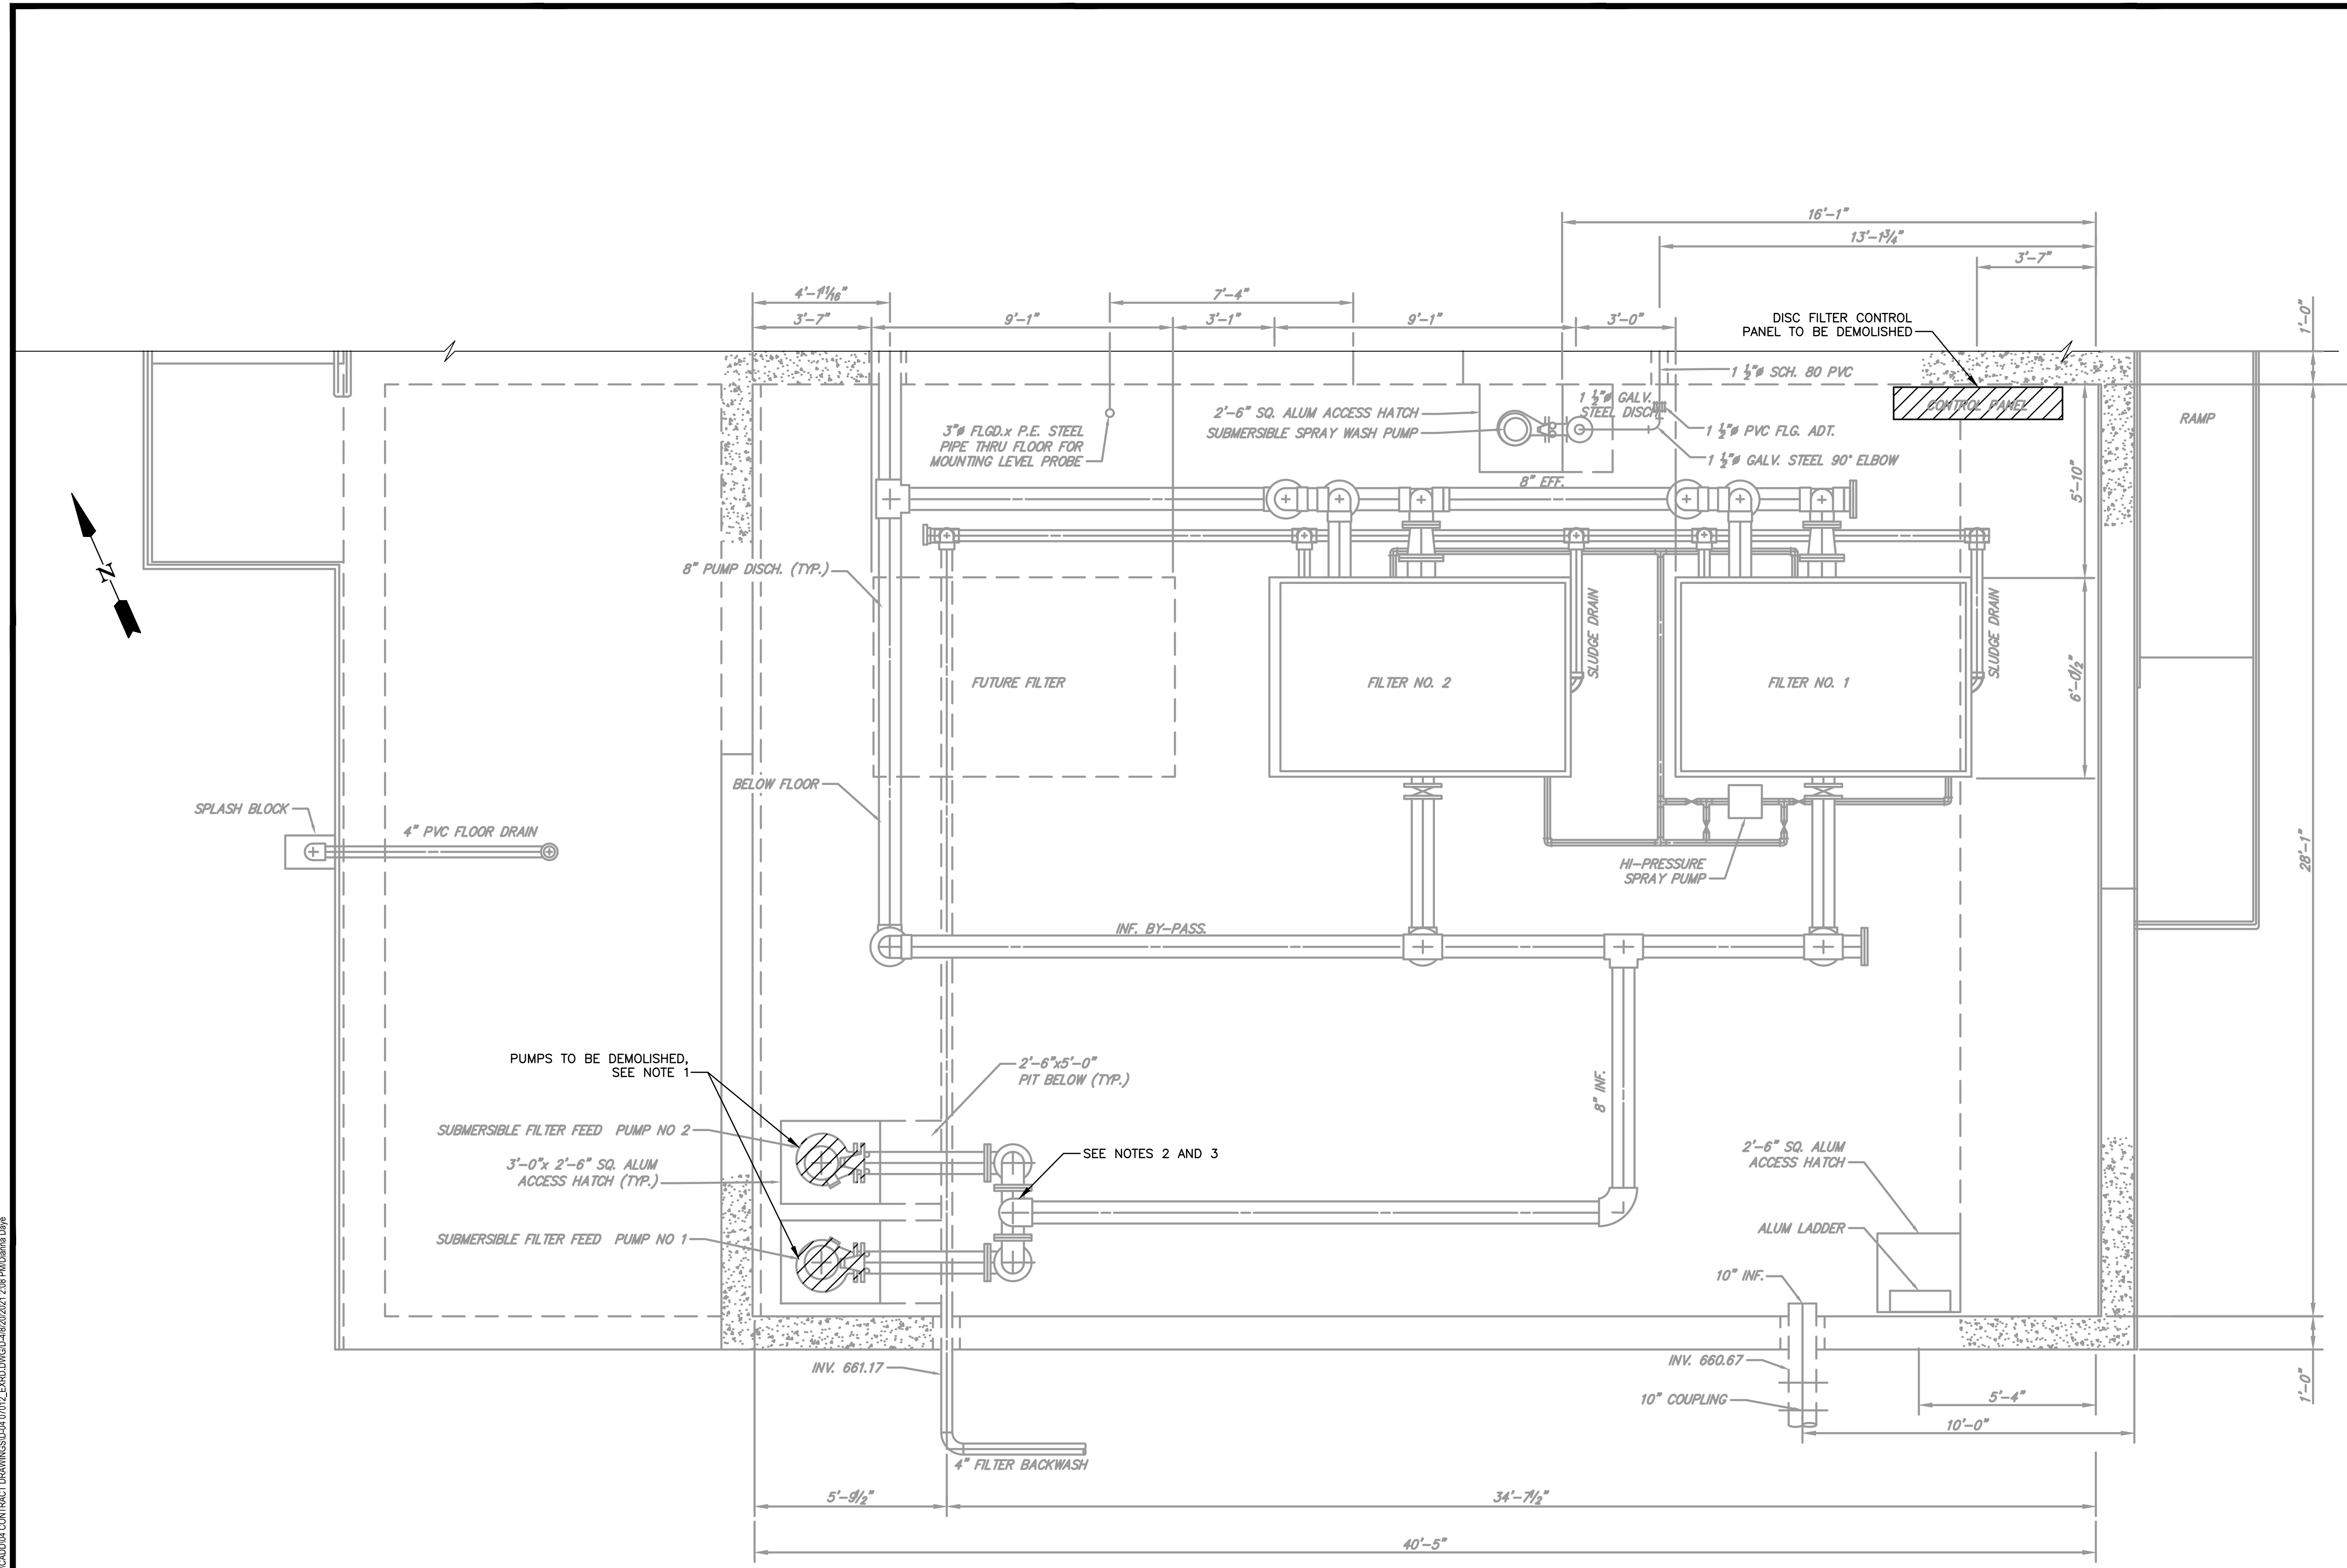 16'-1"
13'-1¾"
3'-7"
4'-1¹¹⁄₁₆"
7'-4"
3'-7"
9'-1"
3'-1"
9'-1"
3'-0"
DISC FILTER CONTROL
PANEL TO BE DEMOLISHED
1'-0"
1 ½"ø SCH. 80 PVC
1 ½"ø GALV.
STEEL DISCH
CONTROL PANEL
RAMP
2'-6" SQ. ALUM ACCESS HATCH
SUBMERSIBLE SPRAY WASH PUMP
3"ø FLGD.x P.E. STEEL
PIPE THRU FLOOR FOR
MOUNTING LEVEL PROBE
1 ½"ø PVC FLG. ADT.
1 ½"ø GALV. STEEL 90° ELBOW
8" EFF.
5'-10"
N
8" PUMP DISCH. (TYP.)
SLUDGE DRAIN
SLUDGE DRAIN
FUTURE FILTER
FILTER NO. 2
FILTER NO. 1
6'-0½"
BELOW FLOOR
SPLASH BLOCK
4" PVC FLOOR DRAIN
HI-PRESSURE
SPRAY PUMP
28'-1"
INF. BY-PASS.
PUMPS TO BE DEMOLISHED,
SEE NOTE 1
2'-6"x5'-0"
PIT BELOW (TYP.)
8" INF.
SUBMERSIBLE FILTER FEED PUMP NO 2
SEE NOTES 2 AND 3
3'-0"x 2'-6" SQ. ALUM
ACCESS HATCH (TYP.)
2'-6" SQ. ALUM
ACCESS HATCH
SUBMERSIBLE FILTER FEED PUMP NO 1
ALUM LADDER
10" INF.
INV. 661.17
INV. 660.67
10" COUPLING
5'-4"
1'-0"
10'-0"
4" FILTER BACKWASH
5'-9½"
34'-7½"
40'-5"